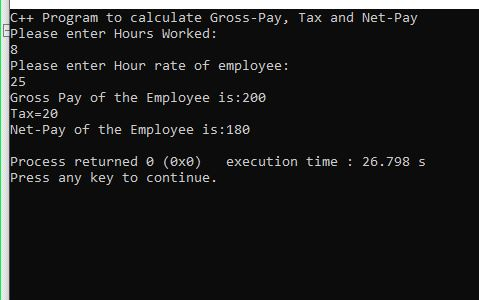 C++ Program to calculate Gross-Pay, Tax and Net-Pay
Please enter Hours Worked:
8
Please enter Hour rate of employee:
25
Gross Pay of the Employee is:200
Tax=20
Net-Pay of the Employee is:180
Process returned 0 (0x0)   execution time : 26.798 s
Press any key to continue.